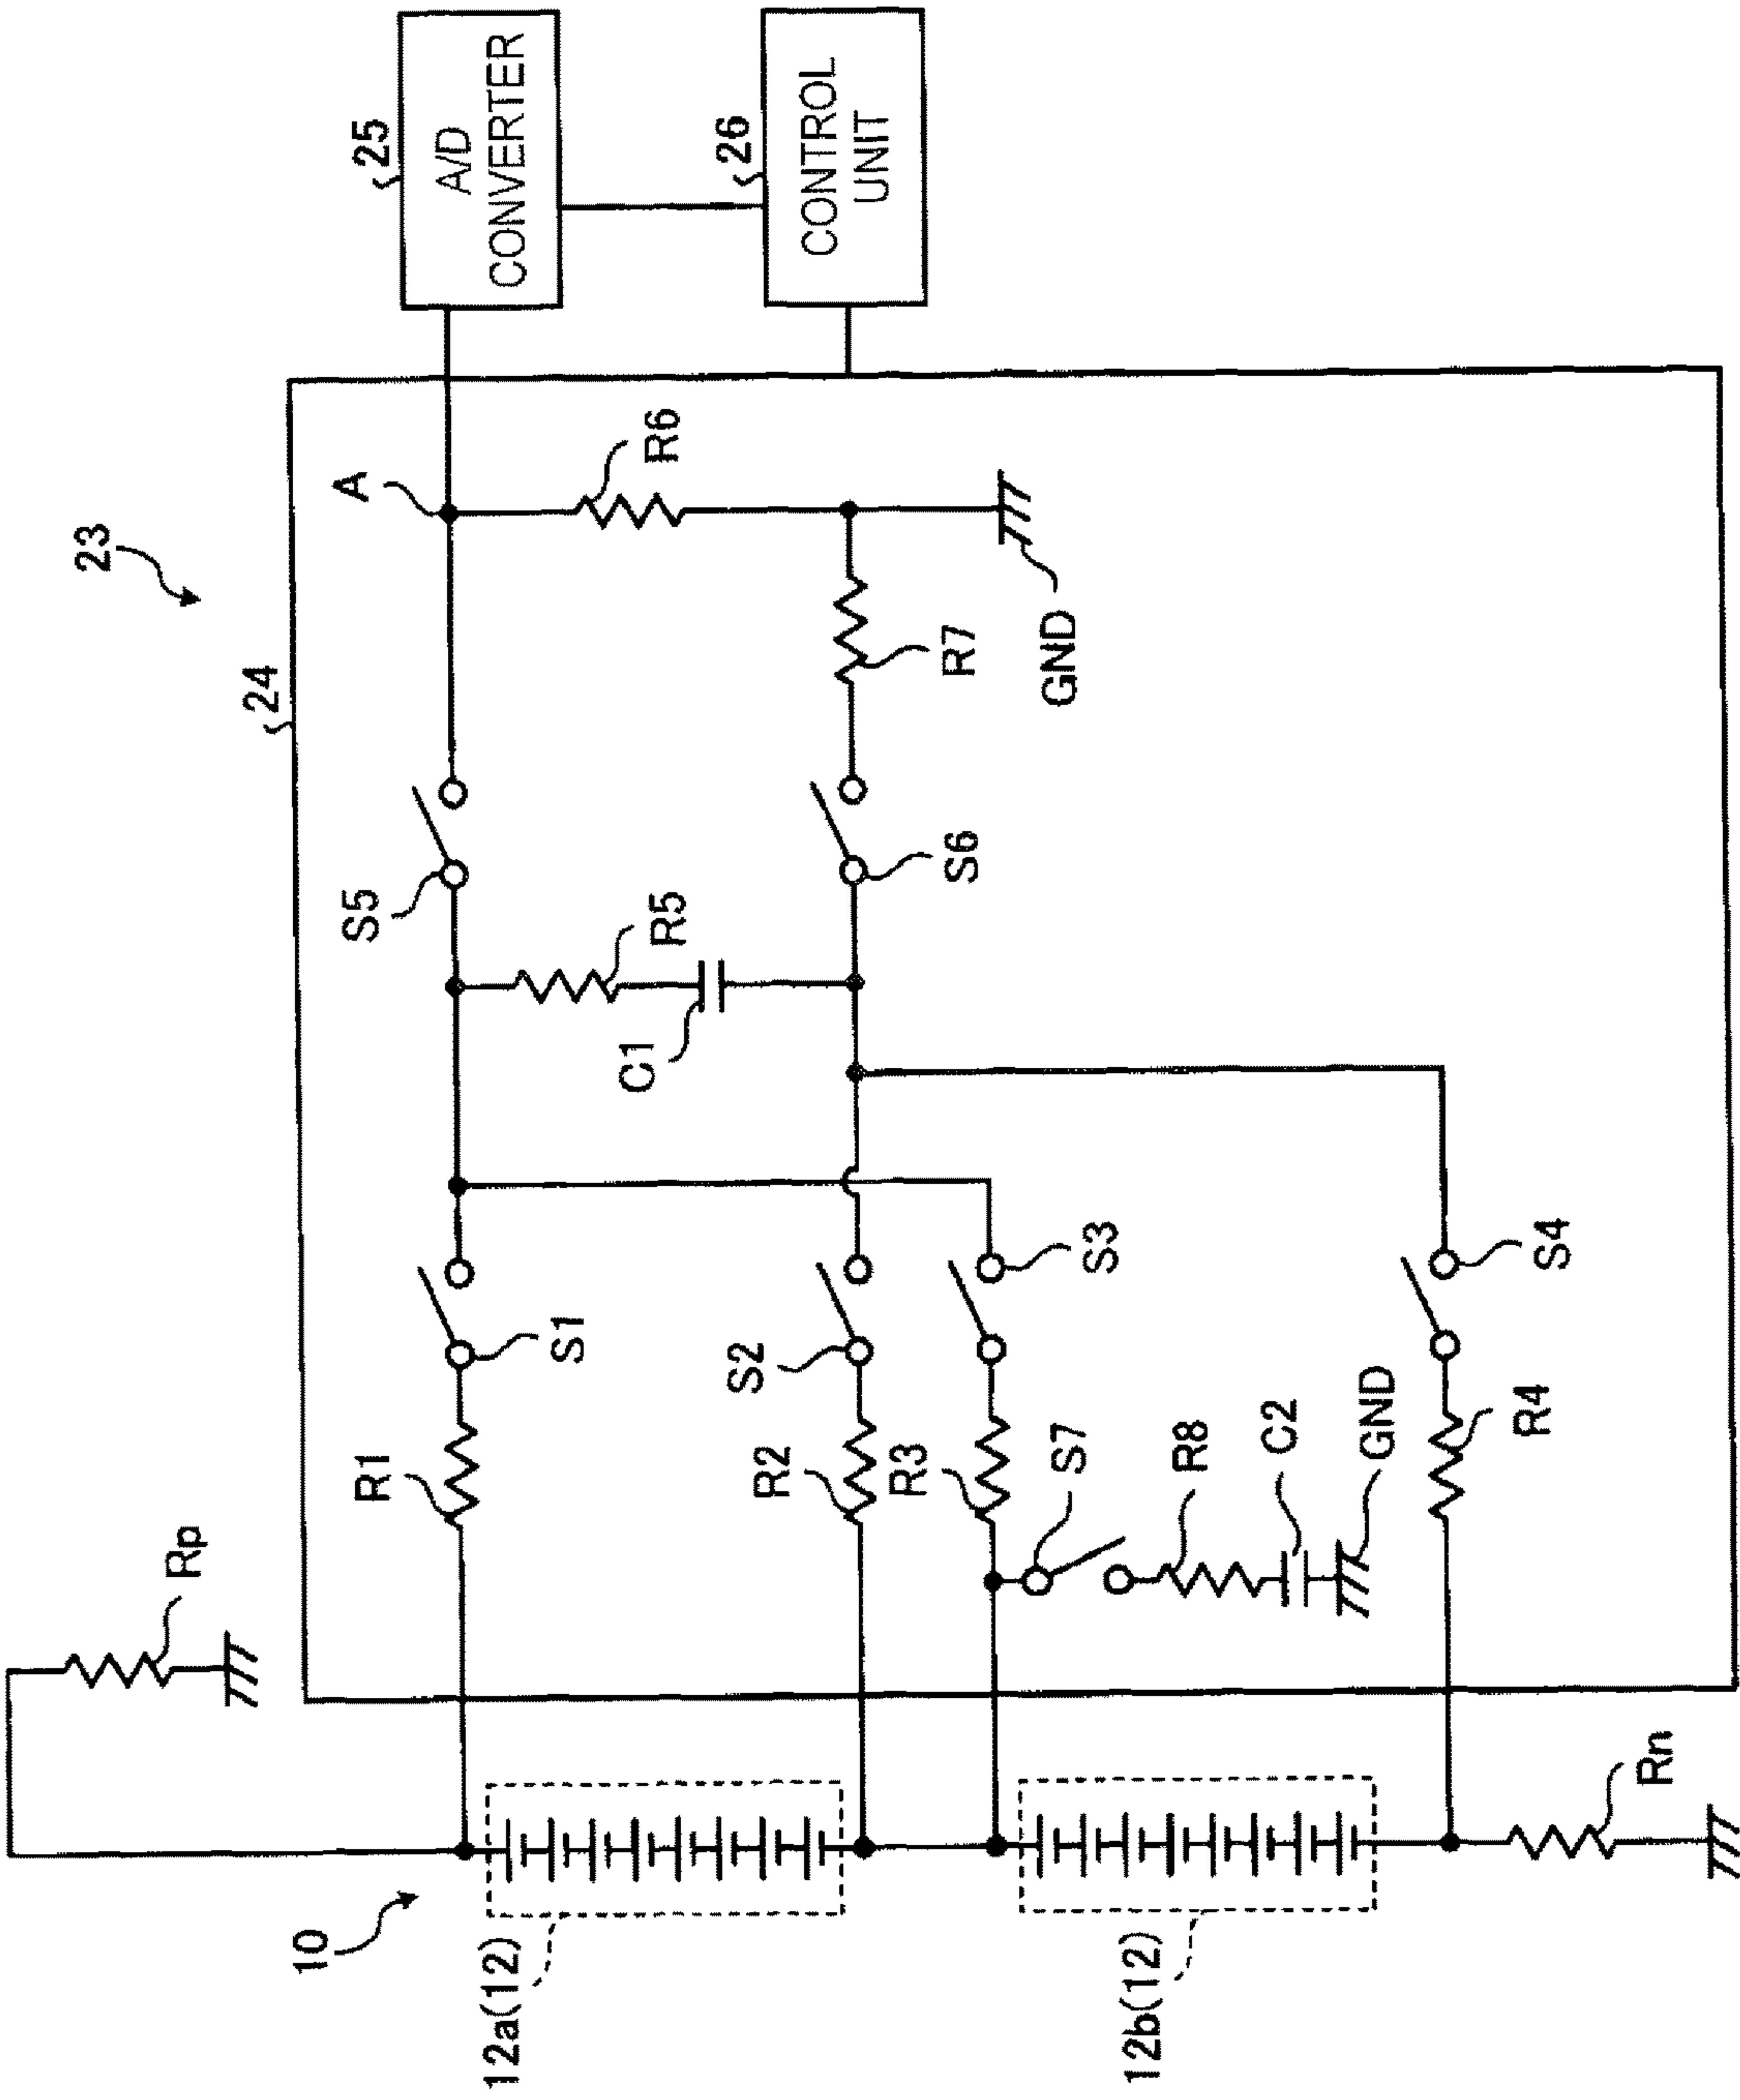 23
24
25
A/D
CONVERTER
26
CONTROL
UNIT
A
R6
R7
GND
S5
R5
C1
S6
S1
S2
S3
S4
R1
R2
R3
S7
R8
C2
GND
R4
Rp
Rn
10
12a(12)
12b(12)